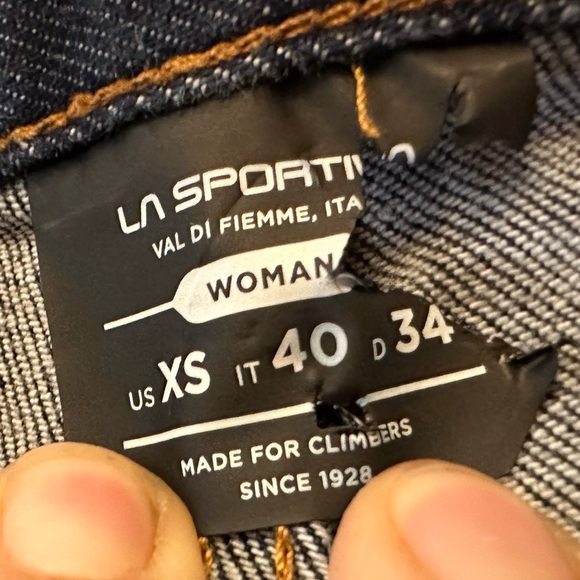 LA SPORTIV
VAL DI FIEMME, ITA
WOMAN
US XS IT 40 D 34
MADE FOR CLIMBERS
SINCE 1928